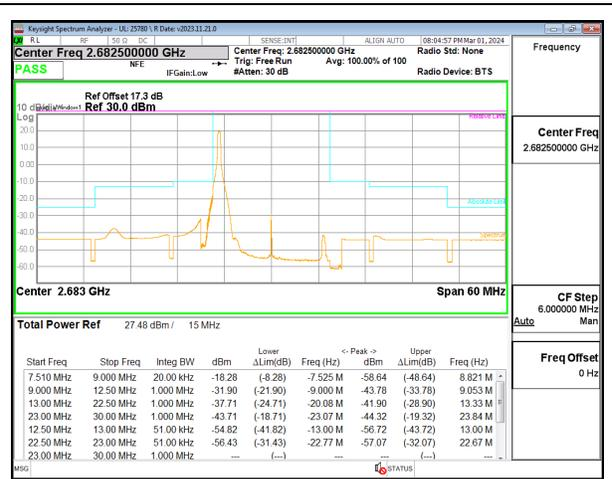 Keysight Spectrum Analyzer - UL: 25780 \ R Date: v2023.11.21.0
RL RF 50 Ω DC SENSE:INT ALIGN AUTO 08:04:57 PM Mar 01, 2024
Center Freq 2.682500000 GHz
Center Freq: 2.682500000 GHz
Radio Std: None
PASS
NFE
IFGain:Low
Trig: Free Run
Avg: 100.00% of 100
#Atten: 30 dB
Radio Device: BTS
Ref Offset 17.3 dB
10 dB/div
Ref 30.0 dBm
Log
Relative Limit
20.0
10.0
0.00
-10.0
-20.0
Absolute Limit
-30.0
-40.0
Spectrum
-50.0
-60.0
Center 2.683 GHz
Span 60 MHz
Total Power Ref 27.48 dBm / 15 MHz
Lower <- Peak -> Upper
Start Freq Stop Freq Integ BW dBm ΔLim(dB) Freq (Hz) dBm ΔLim(dB) Freq (Hz)
7.510 MHz 9.000 MHz 20.00 kHz -18.28 (-8.28) -7.525 M -58.64 (-48.64) 8.821 M
9.000 MHz 12.50 MHz 1.000 MHz -31.90 (-21.90) -9.000 M -43.78 (-33.78) 9.053 M
13.00 MHz 22.50 MHz 1.000 MHz -37.71 (-24.71) -20.08 M -41.90 (-28.90) 13.33 M
23.00 MHz 30.00 MHz 1.000 MHz -43.71 (-18.71) -23.07 M -44.32 (-19.32) 23.84 M
12.50 MHz 13.00 MHz 51.00 kHz -54.82 (-41.82) -13.00 M -56.72 (-43.72) 13.00 M
22.50 MHz 23.00 MHz 51.00 kHz -56.43 (-31.43) -22.77 M -57.07 (-32.07) 22.67 M
23.00 MHz 30.00 MHz 1.000 MHz --- (---) --- --- (---) ---
MSG
STATUS
Frequency
Center Freq
2.682500000 GHz
CF Step
6.000000 MHz
Auto Man
Freq Offset
0 Hz